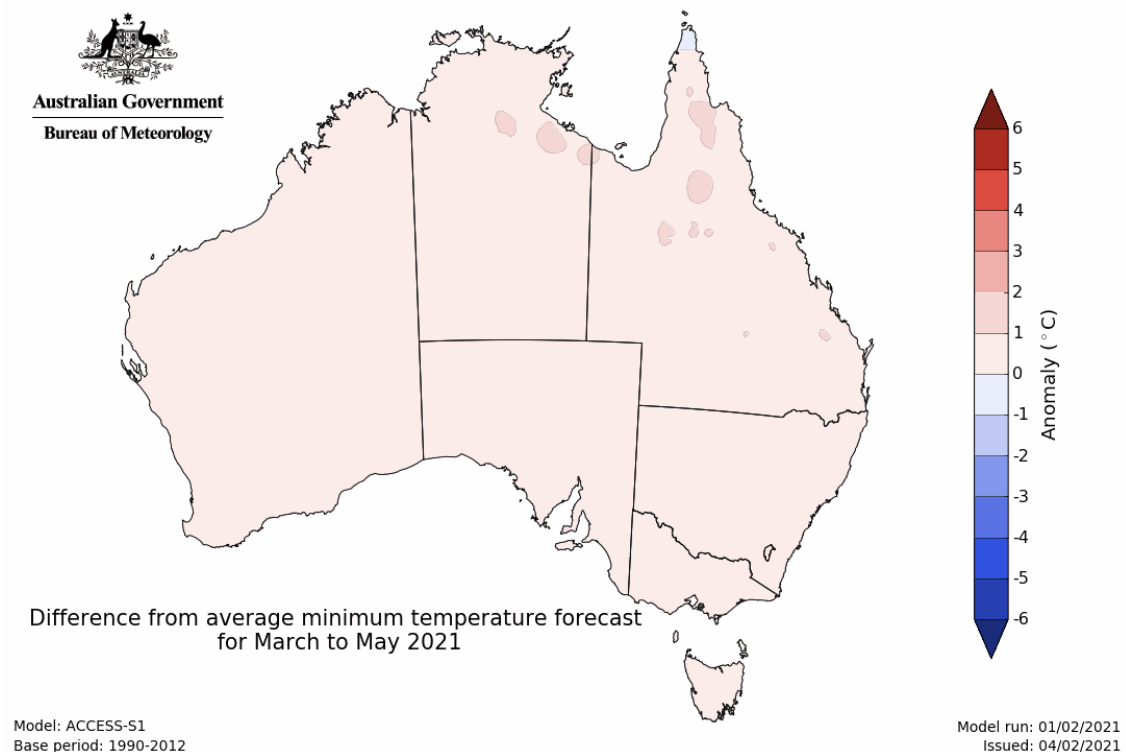 Australian Government
Bureau of Meteorology
6
5
4
3
2
1
0
-1
-2
-3
-4
-5
-6
Anomaly (°C)
Difference from average minimum temperature forecast
for March to May 2021
Model: ACCESS-S1
Base period: 1990-2012
Model run: 01/02/2021
Issued: 04/02/2021